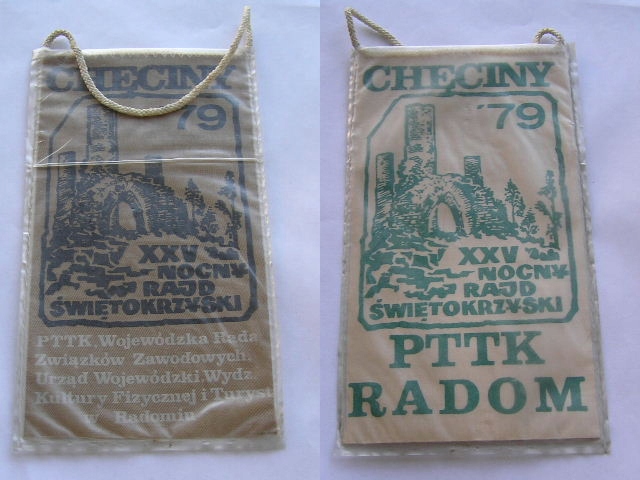 CHĘCINY
'79
XXV
NOCNY
RAJD
ŚWIĘTOKRZYSKI
PTTK, Wojewódzka Rada
Związków Zawodowych,
Urząd Wojewódzki, Wydz.
Kultury Fizycznej i Turyst.
w Radomiu
CHĘCINY
'79
XXV
NOCNY
RAJD
ŚWIĘTOKRZYSKI
PTTK
RADOM